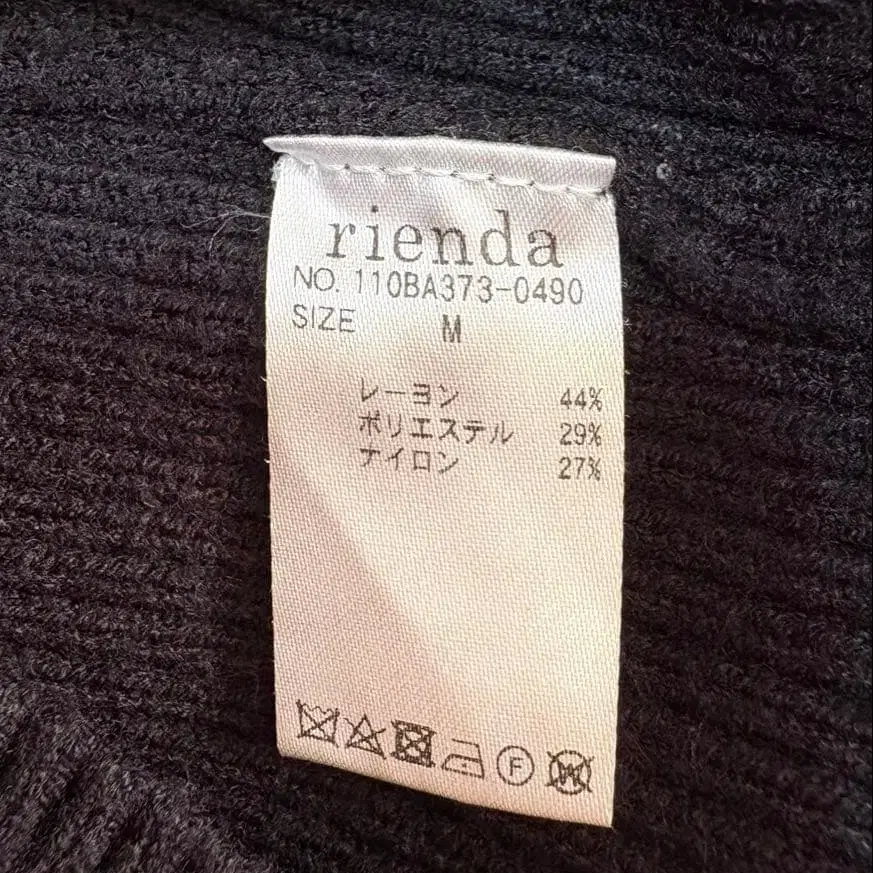 rienda
NO. 110BA373-0490
SIZE M
レーヨン 44%
ポリエステル 29%
ナイロン 27%
F W